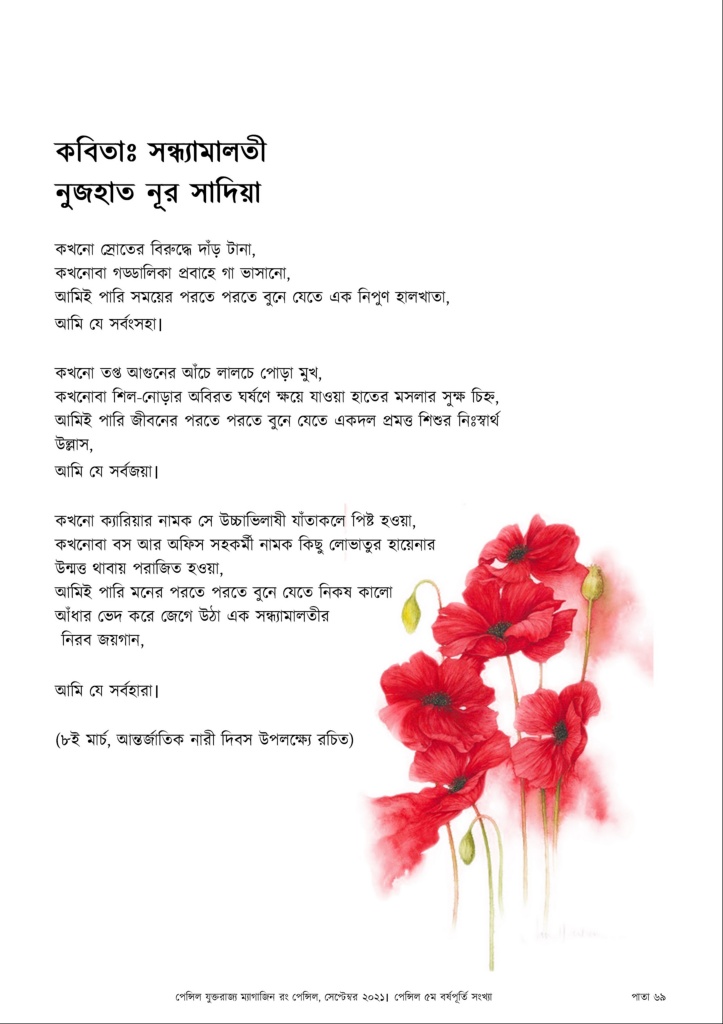 কবিতাঃ সন্ধ্যামালতী
নুজহাত নূর সাদিয়া
কখনো স্রোতের বিরুদ্ধে দাঁড় টানা,
কখনোবা গড্ডালিকা প্রবাহে গা ভাসানো,
আমিই পারি সময়ের পরতে পরতে বুনে যেতে এক নিপুণ হালখাতা,
আমি যে সর্বংসহা।
কখনো তপ্ত আগুনের আঁচে লালচে পোড়া মুখ,
কখনোবা শিল-নোড়ার অবিরত ঘর্ষণে ক্ষয়ে যাওয়া হাতের মসলার সুক্ষ চিহ্ন,
আমিই পারি জীবনের পরতে পরতে বুনে যেতে একদল প্রমত্ত শিশুর নিঃস্বার্থ
উল্লাস,
আমি যে সর্বজয়া।
কখনো ক্যারিয়ার নামক সে উচ্চাভিলাষী যাঁতাকলে পিষ্ট হওয়া,
কখনোবা বস আর অফিস সহকর্মী নামক কিছু লোভাতুর হায়েনার
উন্মত্ত থাবায় পরাজিত হওয়া,
আমিই পারি মনের পরতে পরতে বুনে যেতে নিকষ কালো
আঁধার ভেদ করে জেগে উঠা এক সন্ধ্যামালতীর
নিরব জয়গান,
আমি যে সর্বহারা।
(৮ই মার্চ, আন্তর্জাতিক নারী দিবস উপলক্ষ্যে রচিত)
পেন্সিল যুক্তরাজ্য ম্যাগাজিন রং পেন্সিল, সেপ্টেম্বর ২০২১। পেন্সিল ৫ম বর্ষপূর্তি সংখ্যা
পাতা ৬৯